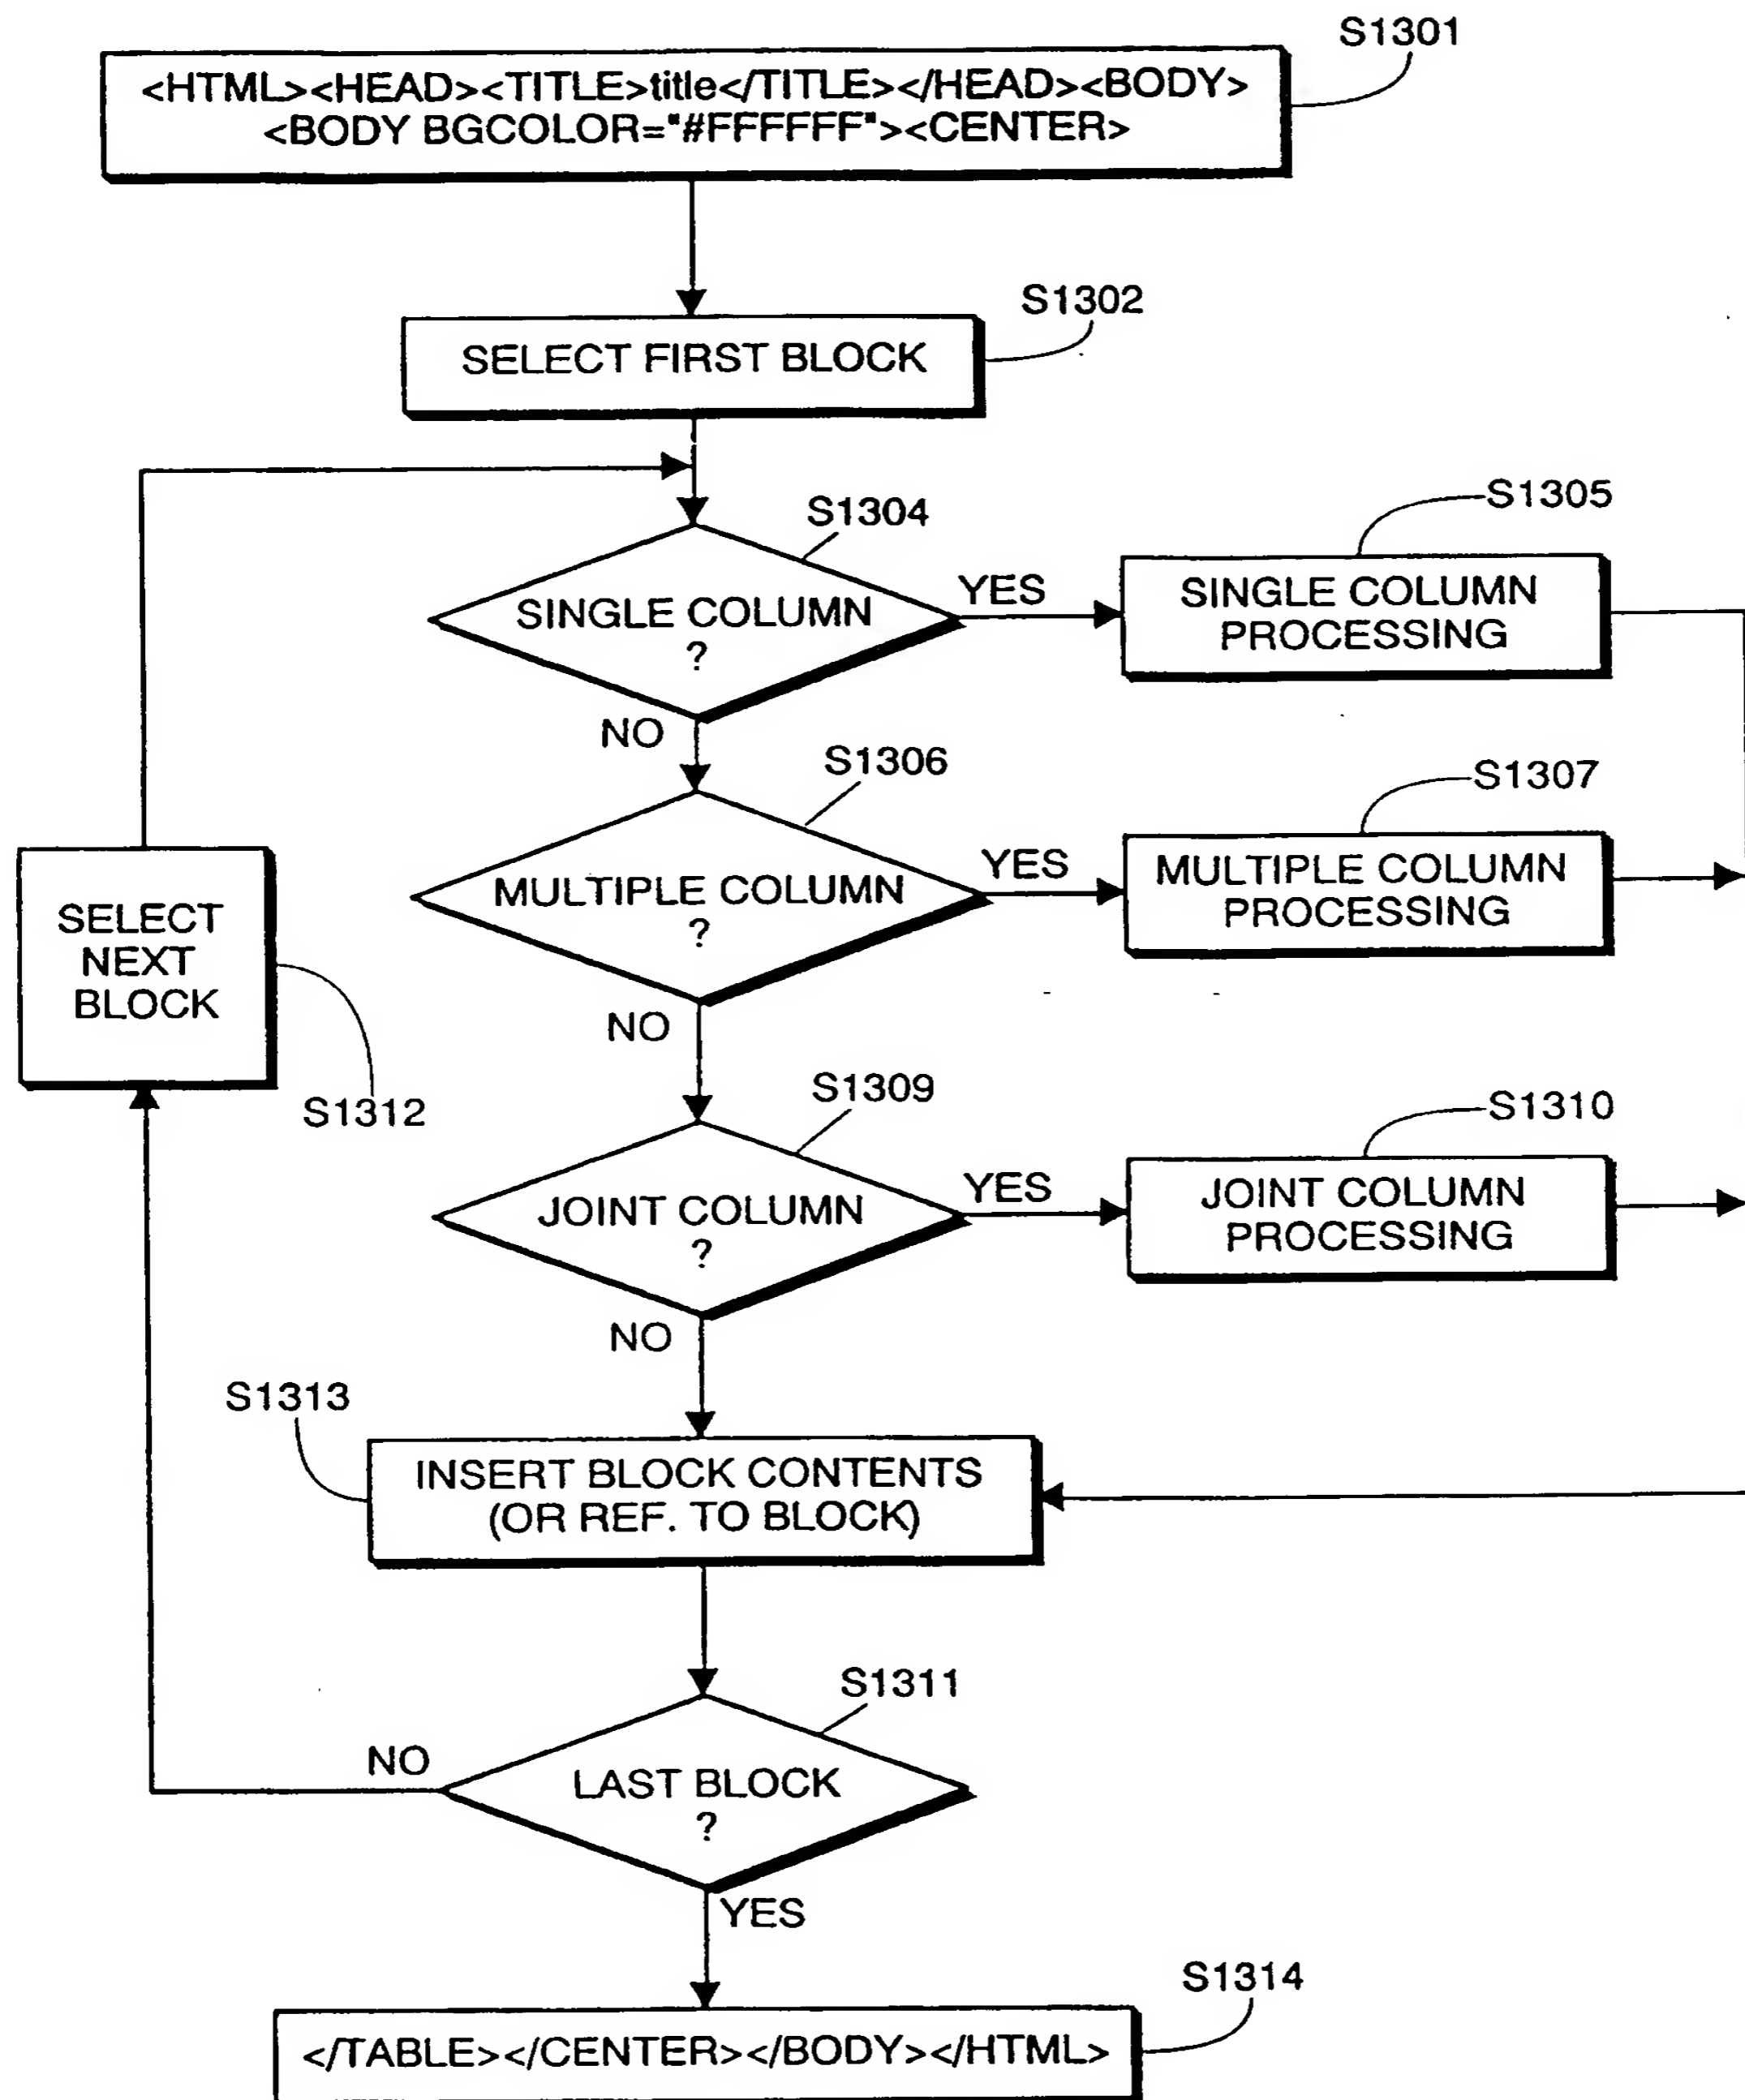 S1301
<HTML><HEAD><TITLE>title</TITLE></HEAD><BODY>
<BODY BGCOLOR="#FFFFFF"><CENTER>
S1302
SELECT FIRST BLOCK
S1304
SINGLE COLUMN
?
YES
NO
S1305
SINGLE COLUMN
PROCESSING
S1306
MULTIPLE COLUMN
?
YES
NO
S1307
MULTIPLE COLUMN
PROCESSING
SELECT
NEXT
BLOCK
S1312
S1309
JOINT COLUMN
?
YES
NO
S1310
JOINT COLUMN
PROCESSING
S1313
INSERT BLOCK CONTENTS
(OR REF. TO BLOCK)
S1311
LAST BLOCK
?
NO
YES
S1314
</TABLE></CENTER></BODY></HTML>